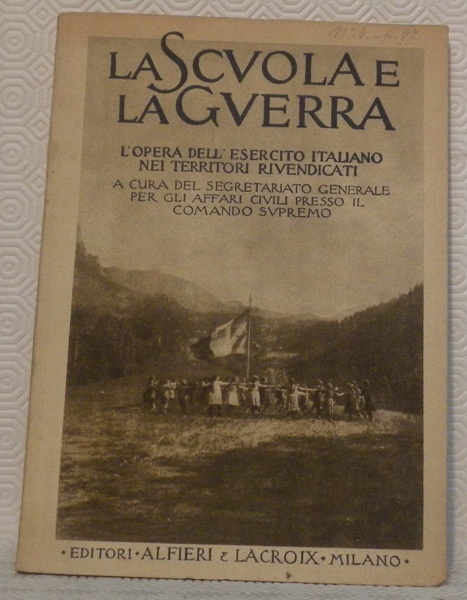 LA SCVOLA E
LA GVERRA
L'OPERA DELL'ESERCITO ITALIANO
NEI TERRITORI RIVENDICATI
A CURA DEL SEGRETARIATO GENERALE
PER GLI AFFARI CIVILI PRESSO IL
COMANDO SVPREMO
• EDITORI • ALFIERI E LACROIX • MILANO •